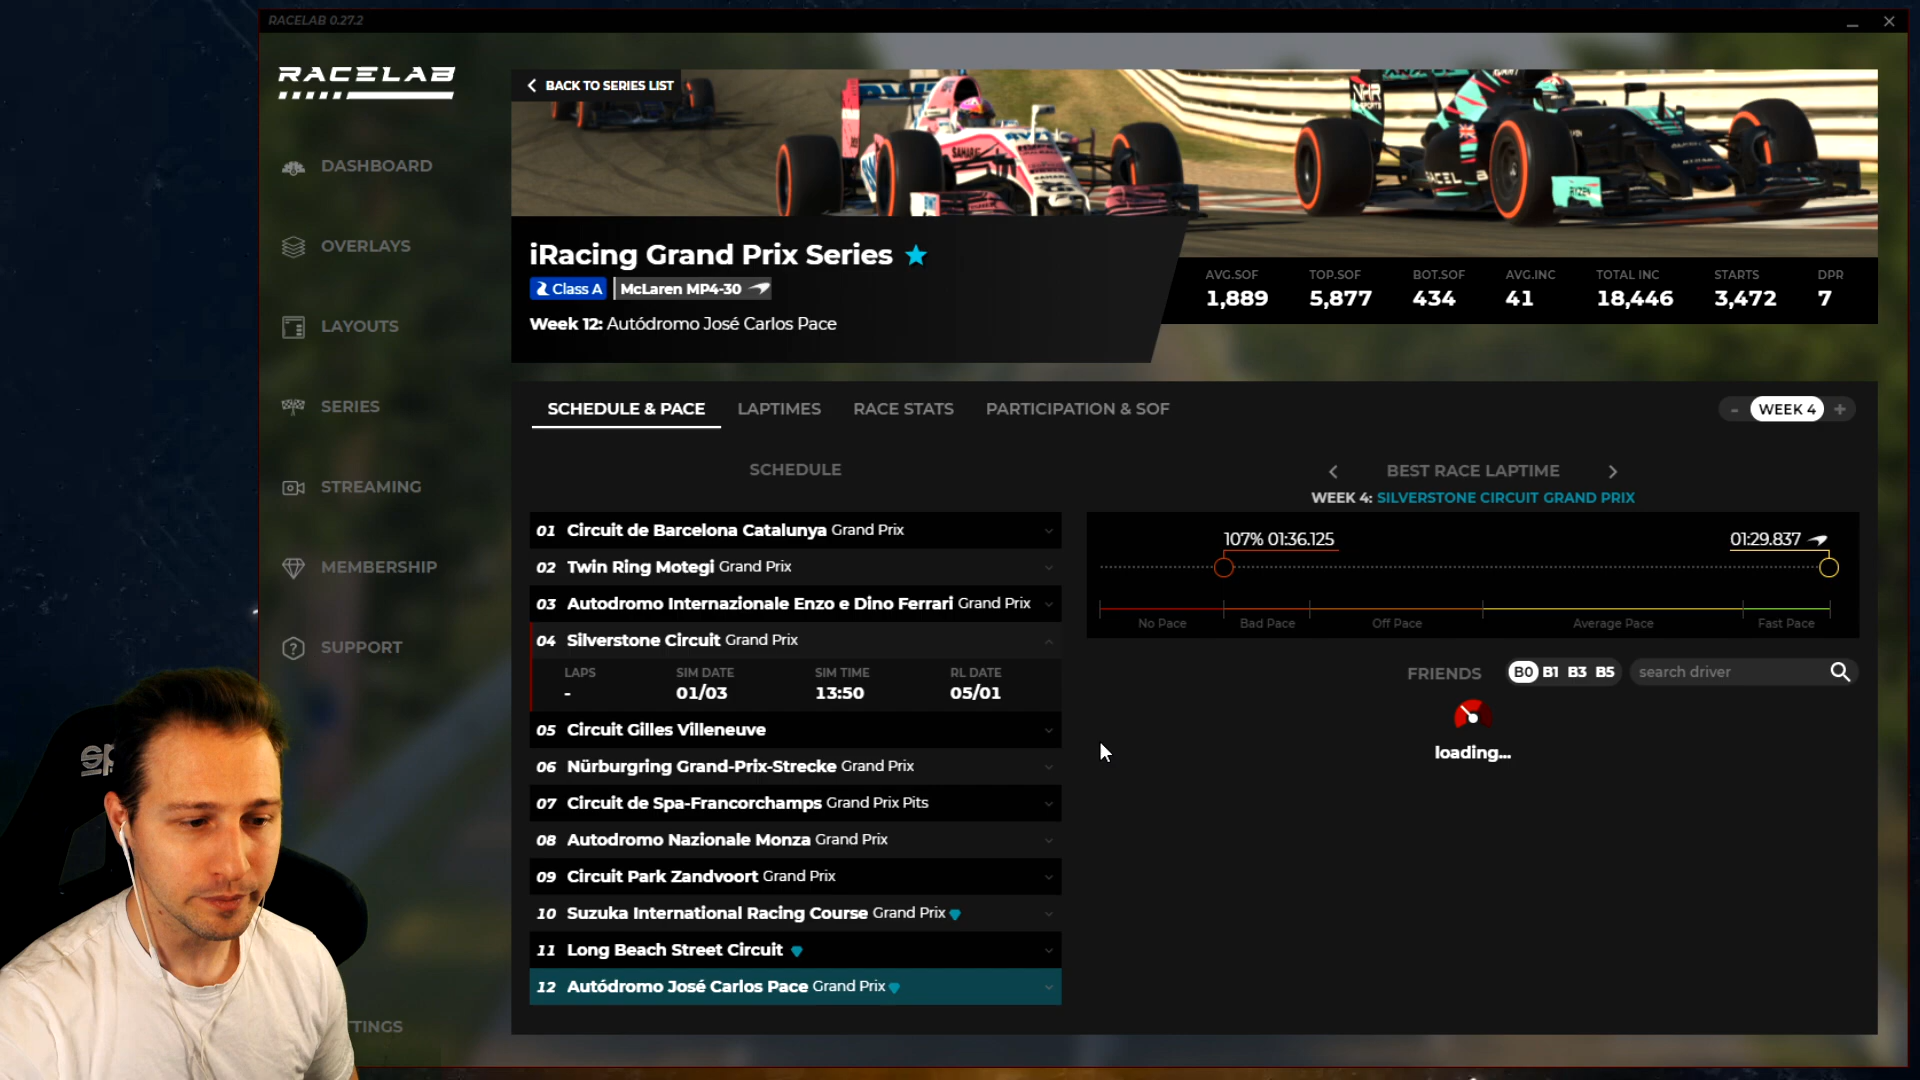 RACELAB 0.27.2
RACELAB
DASHBOARD
OVERLAYS
LAYOUTS
SERIES
STREAMING
MEMBERSHIP
SUPPORT
TINGS
BACK TO SERIES LIST
iRacing Grand Prix Series
Class A McLaren MP4-30
Week 12: Autódromo José Carlos Pace
AVG.SOF TOP.SOF BOT.SOF AVG.INC TOTAL INC STARTS DPR
1,889 5,877 434 41 18,446 3,472 7
SCHEDULE & PACE LAPTIMES RACE STATS PARTICIPATION & SOF
- WEEK 4 +
SCHEDULE
01 Circuit de Barcelona Catalunya Grand Prix
02 Twin Ring Motegi Grand Prix
03 Autodromo Internazionale Enzo e Dino Ferrari Grand Prix
04 Silverstone Circuit Grand Prix
LAPS SIM DATE SIM TIME RL DATE
- 01/03 13:50 05/01
05 Circuit Gilles Villeneuve
06 Nürburgring Grand-Prix-Strecke Grand Prix
07 Circuit de Spa-Francorchamps Grand Prix Pits
08 Autodromo Nazionale Monza Grand Prix
09 Circuit Park Zandvoort Grand Prix
10 Suzuka International Racing Course Grand Prix
11 Long Beach Street Circuit
12 Autódromo José Carlos Pace Grand Prix
BEST RACE LAPTIME
WEEK 4: SILVERSTONE CIRCUIT GRAND PRIX
107% 01:36.125 01:29.837
No Pace Bad Pace Off Pace Average Pace Fast Pace
FRIENDS B0 B1 B3 B5 search driver
loading...